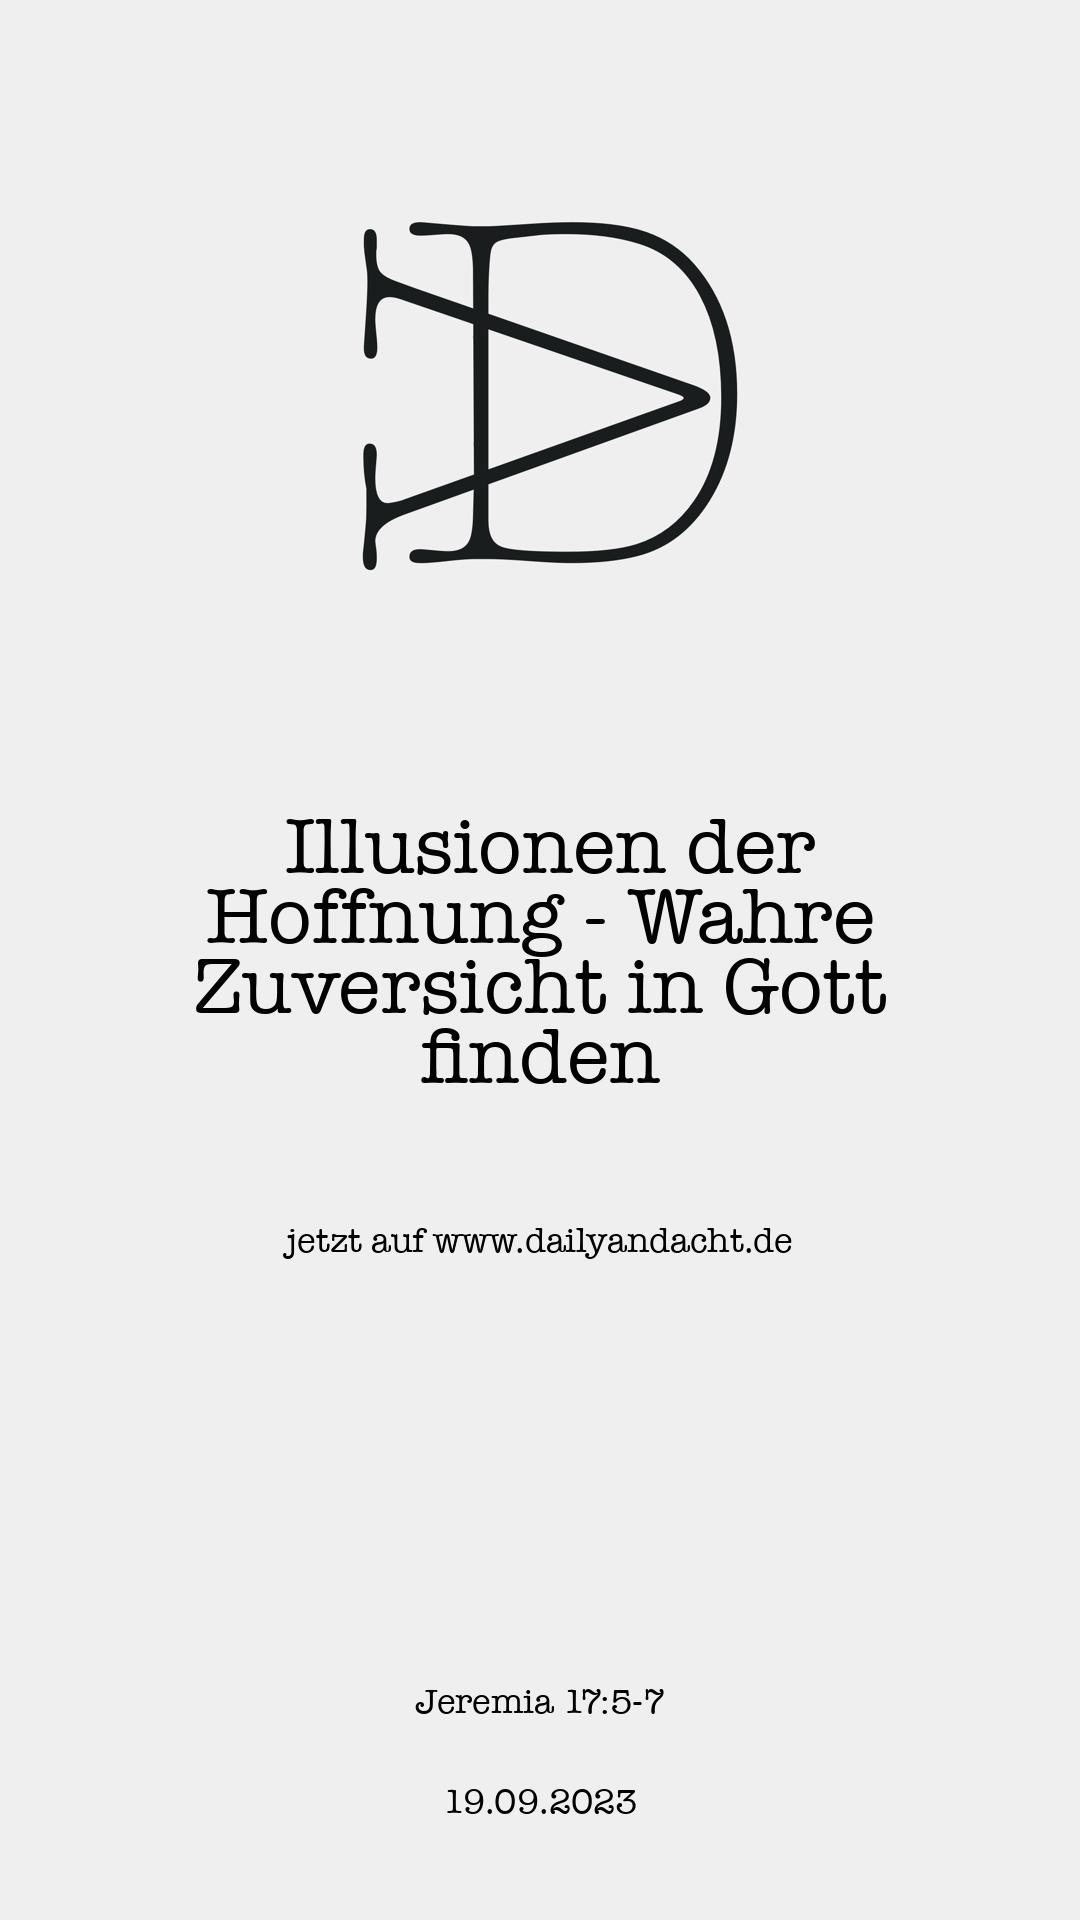 Illusionen der
Hoffnung - Wahre
Zuversicht in Gott
finden
jetzt auf www.dailyandacht.de
Jeremia 17:5-7
19.09.2023